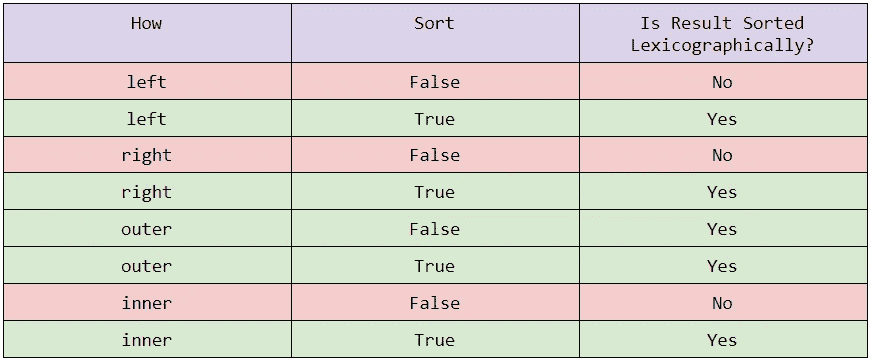 How Sort Is Result Sorted
Lexicographically?
left False No
left True Yes
right False No
right True Yes
outer False Yes
outer True Yes
inner False No
inner True Yes